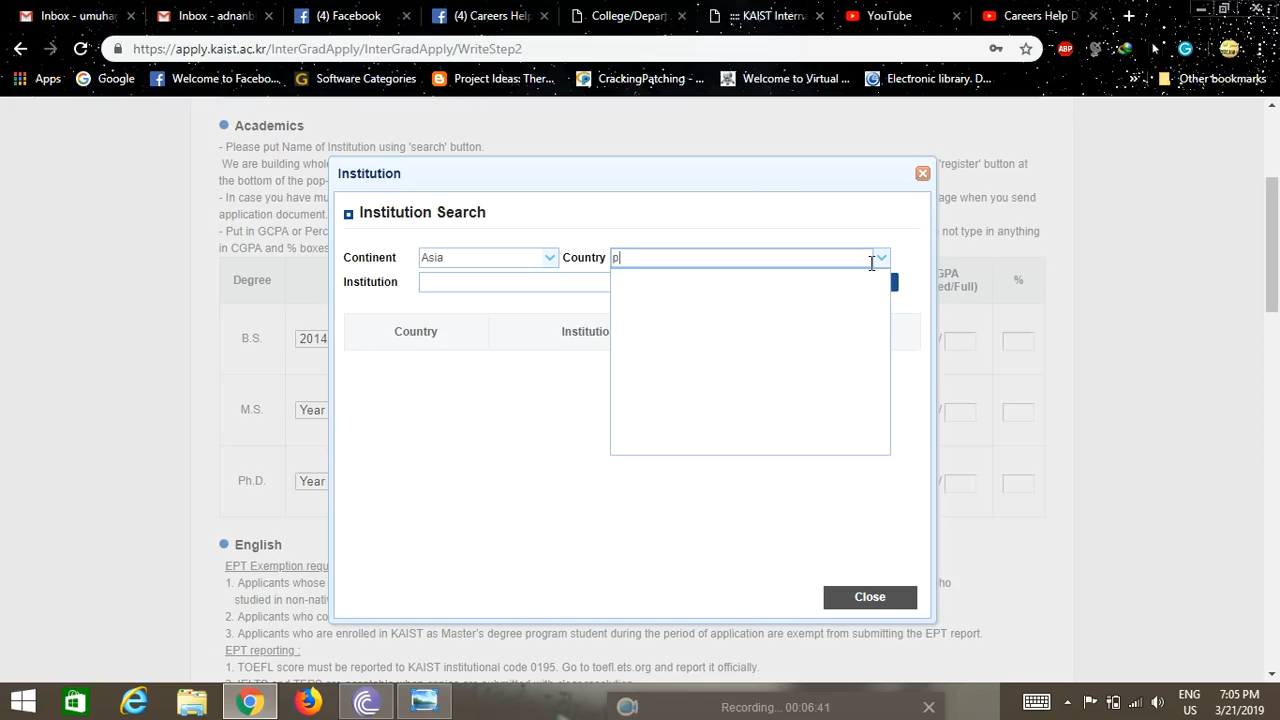 Inbox - umuhar
Inbox - adnanb
(4) Facebook
(4) Careers Help
College/Depart
:::: KAIST Intern
YouTube
Careers Help D
https://apply.kaist.ac.kr/InterGradApply/InterGradApply/WriteStep2
ABP
Apps
Google
Welcome to Facebo...
Software Categories
Project Ideas: Ther...
CrackingPatching - ...
Welcome to Virtual ...
Electronic library. D...
Other bookmarks
Academics
- Please put Name of Institution using 'search' button.
We are building whole
'register' button at
the bottom of the pop-
- In case you have mu
age when you send
application document.
- Put in GCPA or Perc
not type in anything
in CGPA and % boxes
Institution
Institution Search
Continent Asia Country p
Institution
Country Institutio
Degree
GPA
ed/Full)
%
B.S. 2014 /
M.S. Year /
Ph.D. Year /
Close
English
EPT Exemption requ
1. Applicants whose
ho
studied in non-nati
2. Applicants who co
3. Applicants who are enrolled in KAIST as Master's degree program student during the period of application are exempt from submitting the EPT report.
EPT reporting :
1. TOEFL score must be reported to KAIST institutional code 0195. Go to toefl.ets.org and report it officially.
ENG
US
7:05 PM
3/21/2019
Recording... 00:06:41